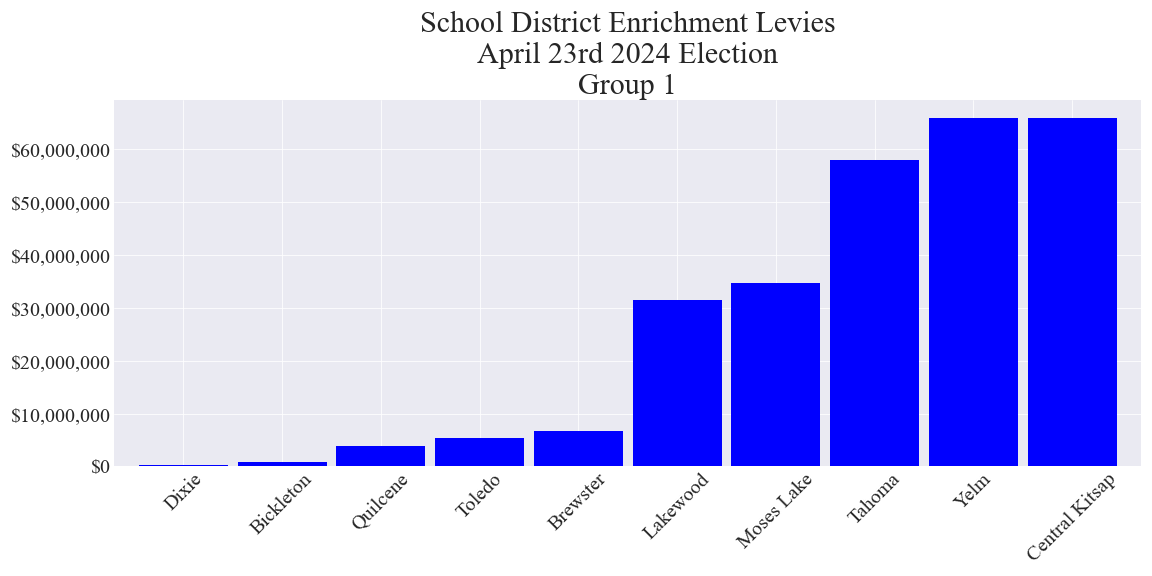 School District Enrichment Levies
April 23rd 2024 Election
Group 1
$60,000,000
$50,000,000
$40,000,000
$30,000,000
$20,000,000
$10,000,000
$0
Dixie
Bickleton
Quilcene
Toledo
Brewster
Lakewood
Moses Lake
Tahoma
Yelm
Central Kitsap